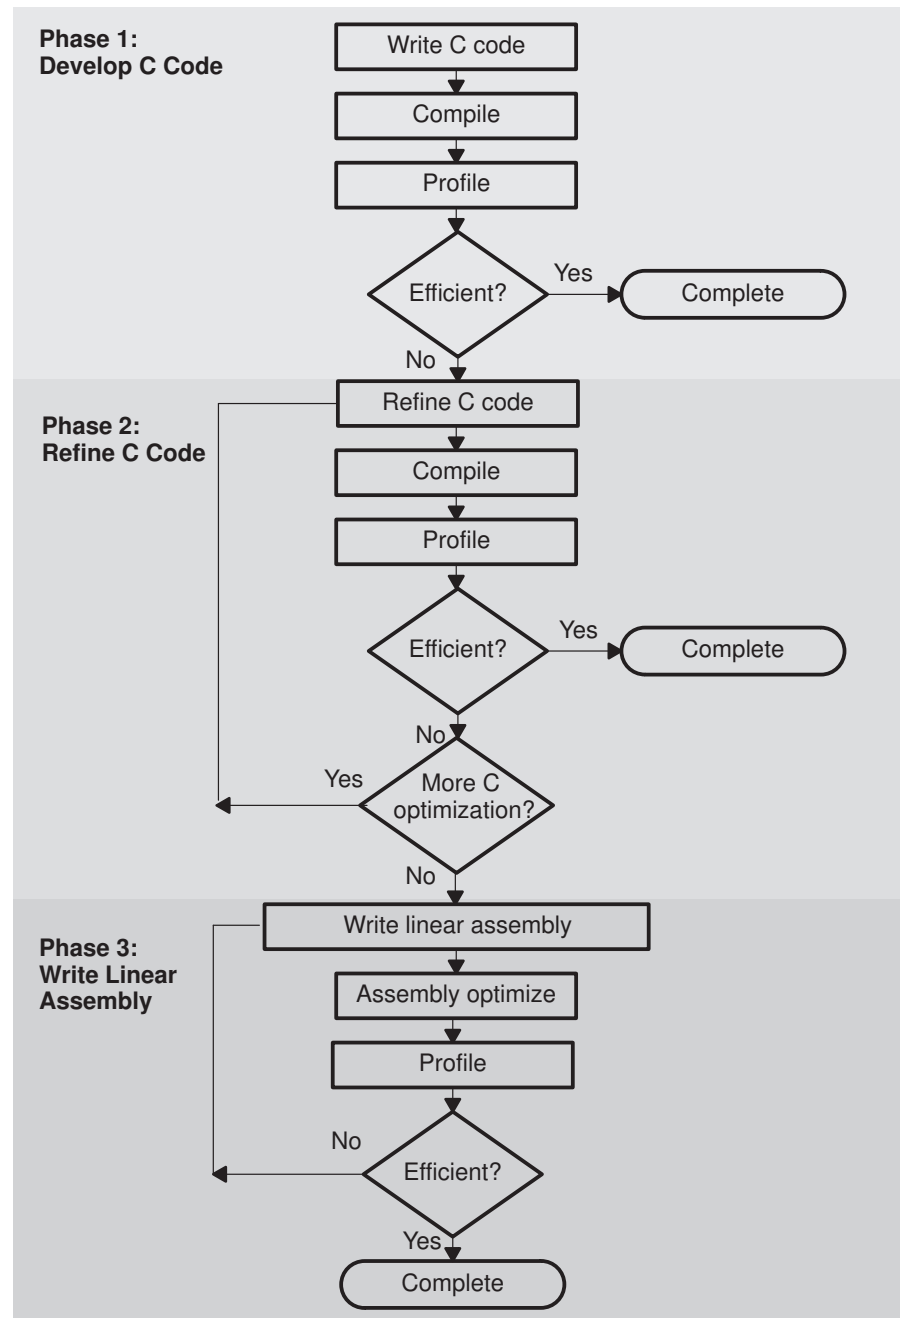 Phase 1:
Develop C Code
Write C code
Compile
Profile
Efficient?
Yes
Complete
No
Phase 2:
Refine C Code
Refine C code
Compile
Profile
Efficient?
Yes
Complete
No
More C
optimization?
Yes
No
Phase 3:
Write Linear
Assembly
Write linear assembly
Assembly optimize
Profile
No
Efficient?
Yes
Complete